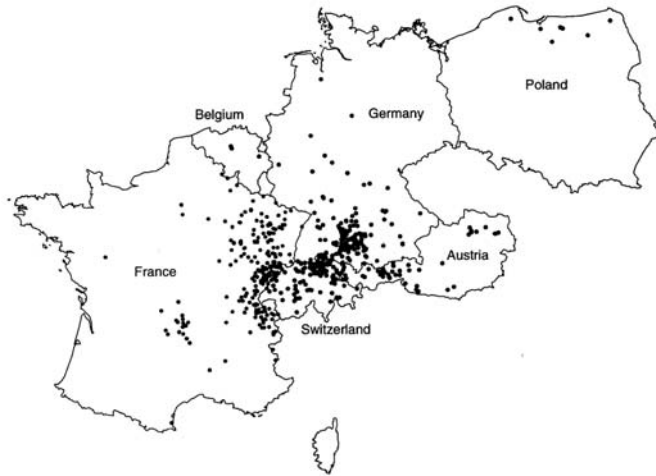 Poland
Belgium
Germany
Austria
France
Switzerland